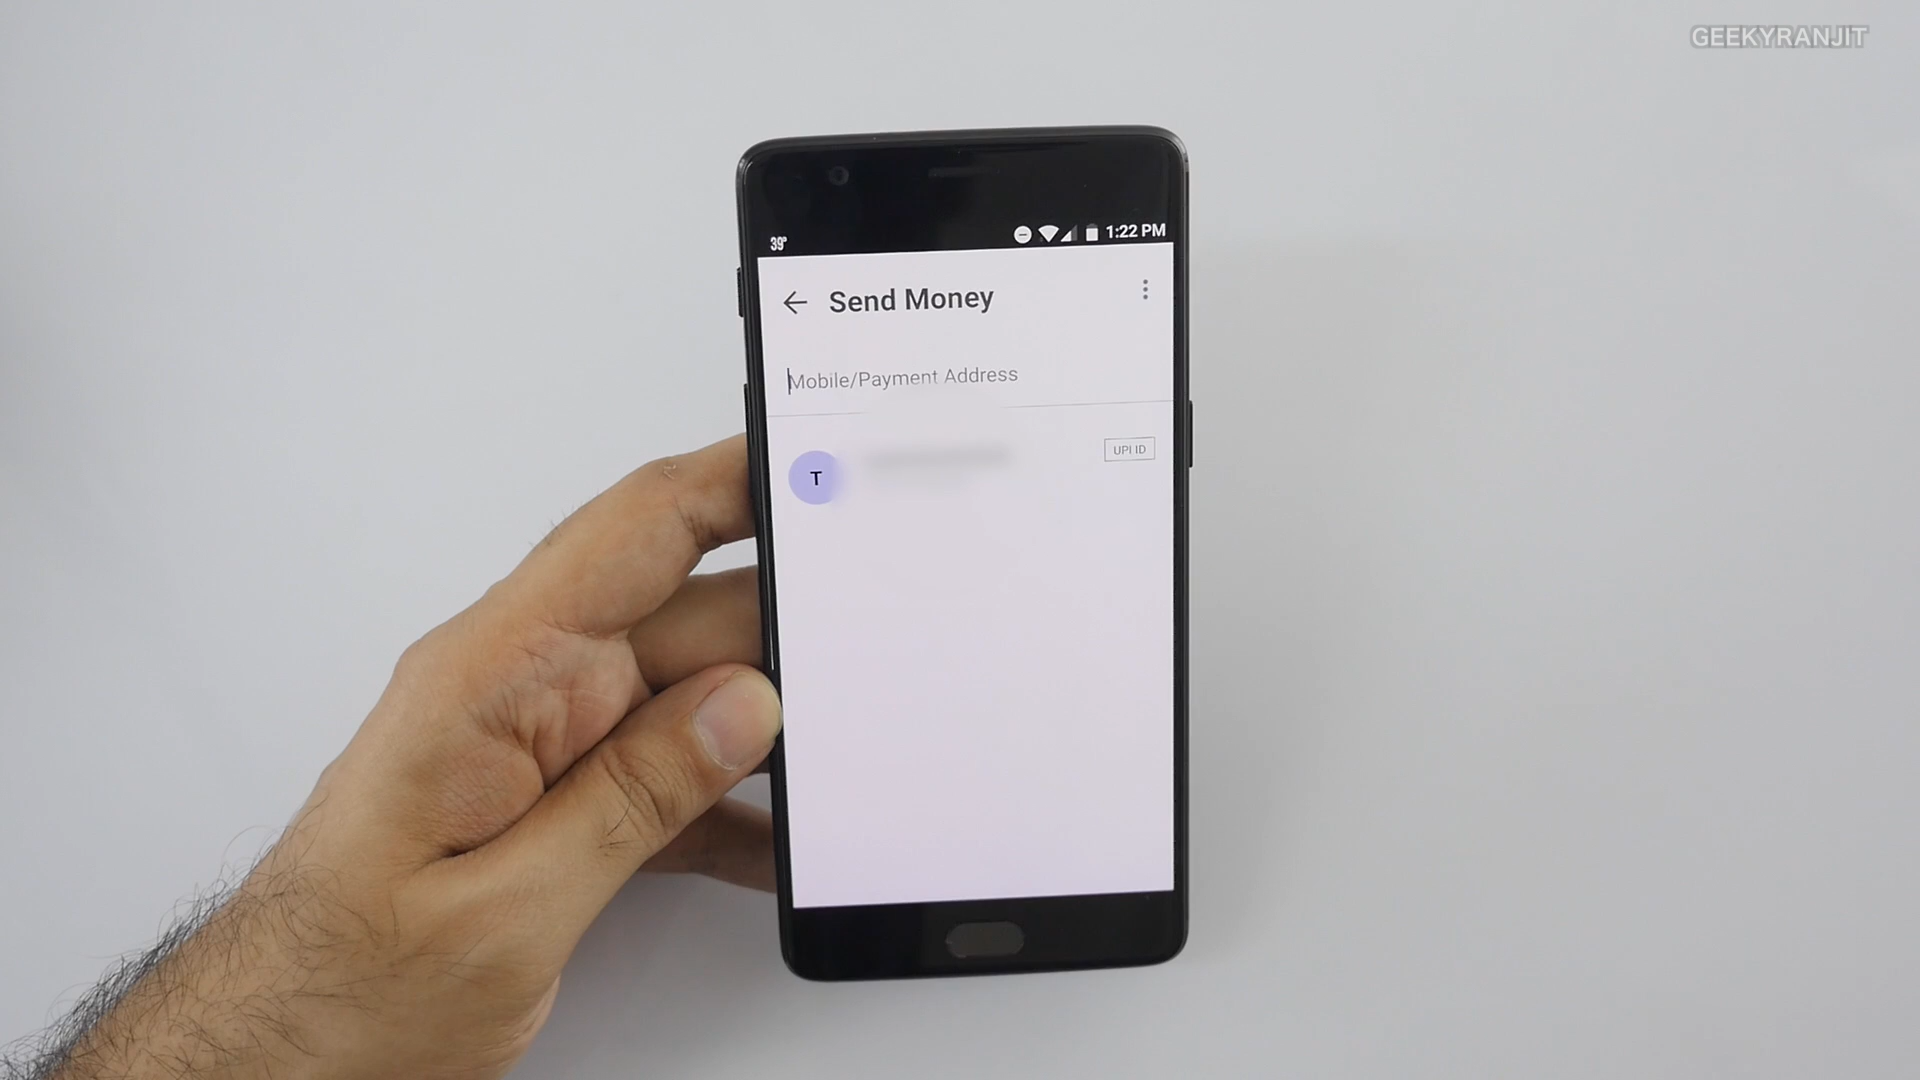 GEEKYRANJIT
39°
1:22 PM
Send Money
Mobile/Payment Address
T
UPI ID